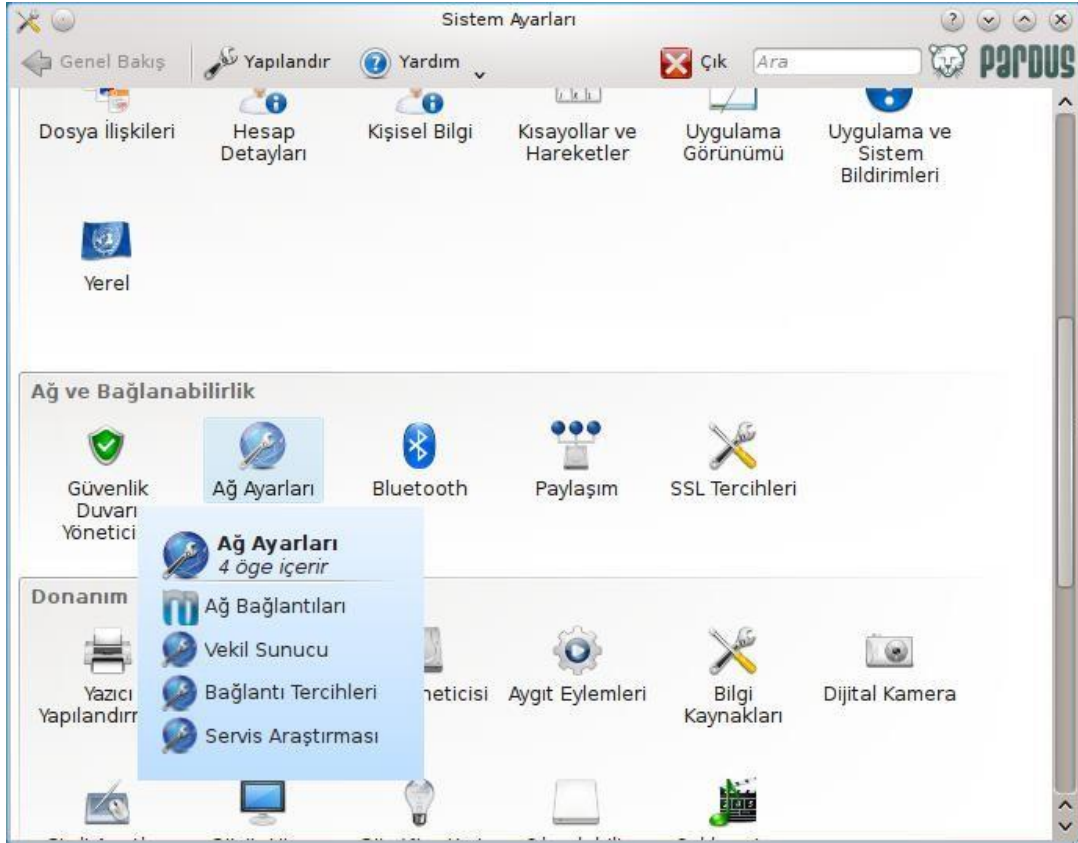 Sistem Ayarları
Genel Bakış
Yapılandır
Yardım
Çık
Ara
PARDUS
Dosya İlişkileri
Hesap
Detayları
Kişisel Bilgi
Kısayollar ve
Hareketler
Uygulama
Görünümü
Uygulama ve
Sistem
Bildirimleri
Yerel
Ağ ve Bağlanabilirlik
Güvenlik
Duvarı
Yönetici
Ağ Ayarları
Bluetooth
Paylaşım
SSL Tercihleri
Ağ Ayarları
4 öge içerir
Ağ Bağlantıları
Vekil Sunucu
Bağlantı Tercihleri
Servis Araştırması
Donanım
Yazıcı
Yapılandırm
neticisi
Aygıt Eylemleri
Bilgi
Kaynakları
Dijital Kamera